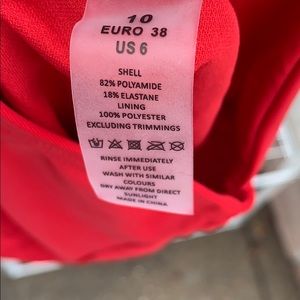 10
EURO 38
US 6
SHELL
82% POLYAMIDE
18% ELASTANE
LINING
100% POLYESTER
EXCLUDING TRIMMINGS
RINSE IMMEDIATELY
AFTER USE
WASH WITH SIMILAR
COLOURS
DRY AWAY FROM DIRECT
SUNLIGHT
MADE IN CHINA